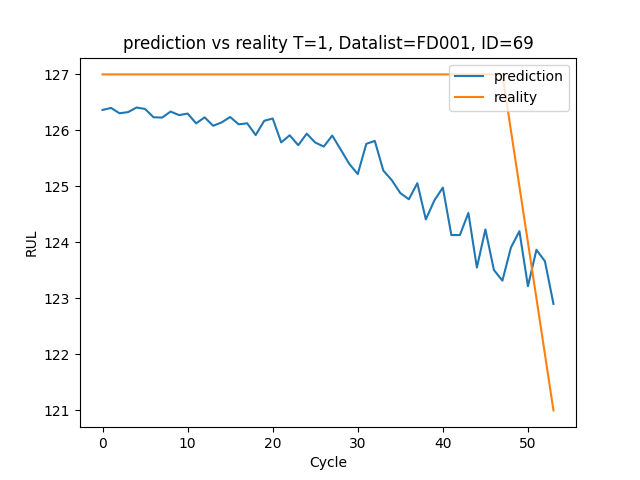 prediction vs reality T=1, Datalist=FD001, ID=69
prediction
reality
127
126
125
124
123
122
121
RUL
0 10 20 30 40 50
Cycle